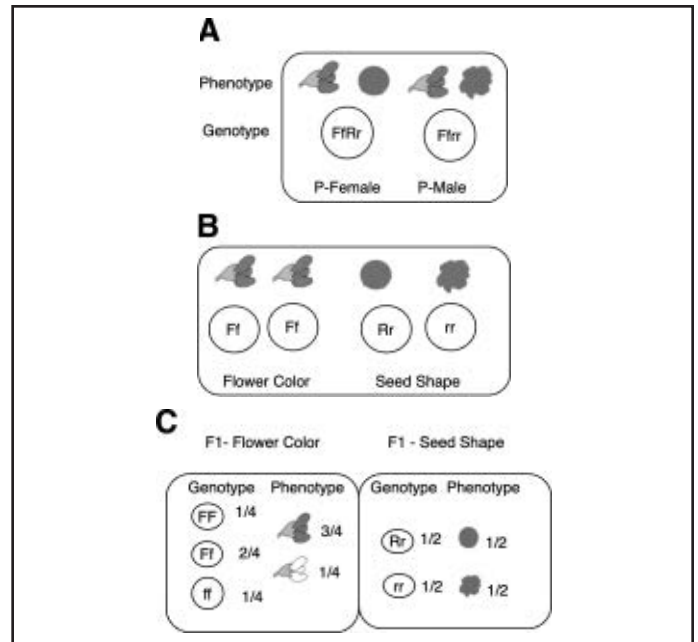 A
Phenotype
Genotype
FfRr Ffrr
P-Female P-Male
B
Ff Ff Rr rr
Flower Color Seed Shape
C
F1- Flower Color F1 - Seed Shape
Genotype Phenotype Genotype Phenotype
FF 1/4
3/4
Rr 1/2 1/2
Ff 2/4
1/4
rr 1/2 1/2
ff 1/4